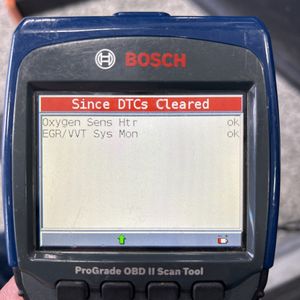 BOSCH
Since DTCs Cleared
Oxygen Sens Htr ok
EGR/VVT Sys Mon ok
ProGrade OBD II Scan Tool